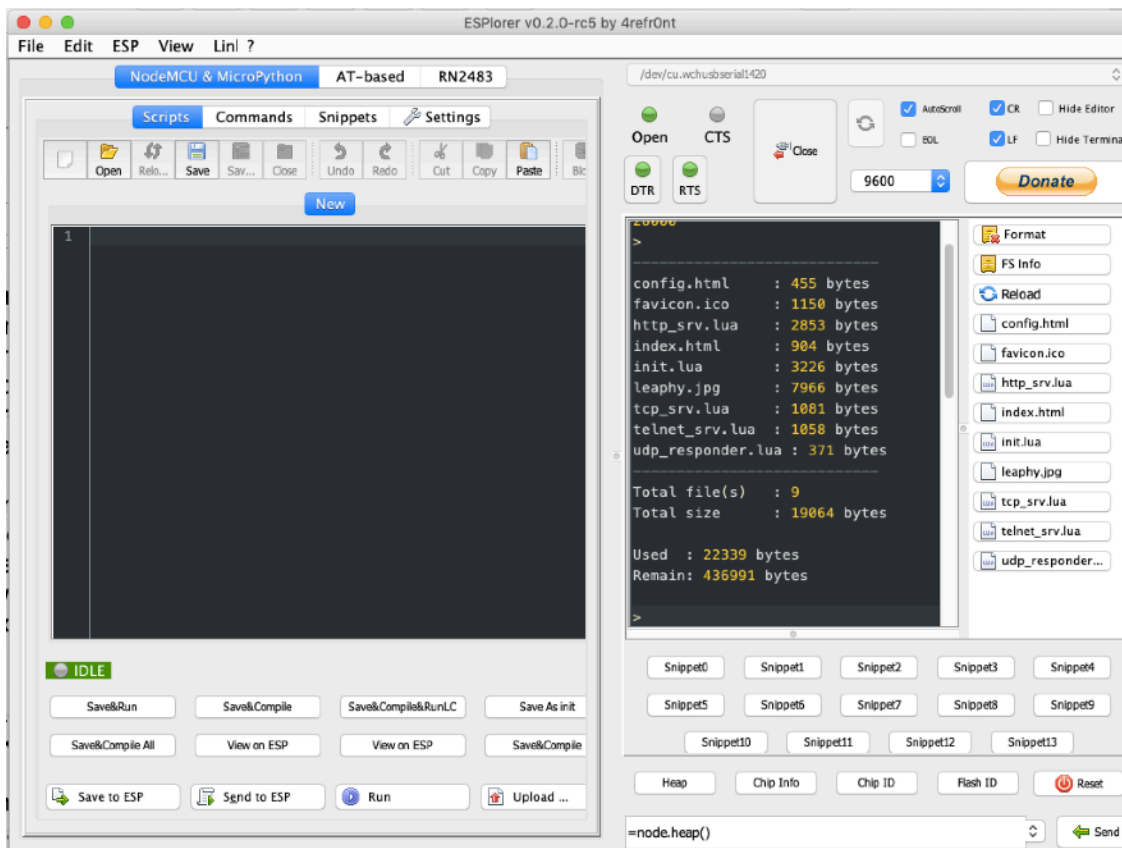 ESPlorer v0.2.0-rc5 by 4refr0nt
File Edit ESP View Linl ?
NodeMCU & MicroPython AT-based RN2483
Scripts Commands Snippets Settings
Open Relo... Save Sav... Close Undo Redo Cut Copy Paste Blo
New
1
IDLE
Save&Run Save&Compile Save&Compile&RunLC Save As init
Save&Compile All View on ESP View on ESP Save&Compile
Save to ESP Send to ESP Run Upload ...
/dev/cu.wchusbserial1420
Open CTS Close AutoScroll CR Hide Editor
EOL LF Hide Termina
DTR RTS 9600 Donate
28000
>
----------------------------
config.html : 455 bytes
favicon.ico : 1150 bytes
http_srv.lua : 2853 bytes
index.html : 904 bytes
init.lua : 3226 bytes
leaphy.jpg : 7966 bytes
tcp_srv.lua : 1081 bytes
telnet_srv.lua : 1058 bytes
udp_responder.lua : 371 bytes
----------------------------
Total file(s) : 9
Total size : 19064 bytes
Used : 22339 bytes
Remain: 436991 bytes
>
Format
FS Info
Reload
config.html
favicon.ico
http_srv.lua
index.html
init.lua
leaphy.jpg
tcp_srv.lua
telnet_srv.lua
udp_responder...
Snippet0 Snippet1 Snippet2 Snippet3 Snippet4
Snippet5 Snippet6 Snippet7 Snippet8 Snippet9
Snippet10 Snippet11 Snippet12 Snippet13
Heap Chip Info Chip ID Flash ID Reset
=node.heap() Send